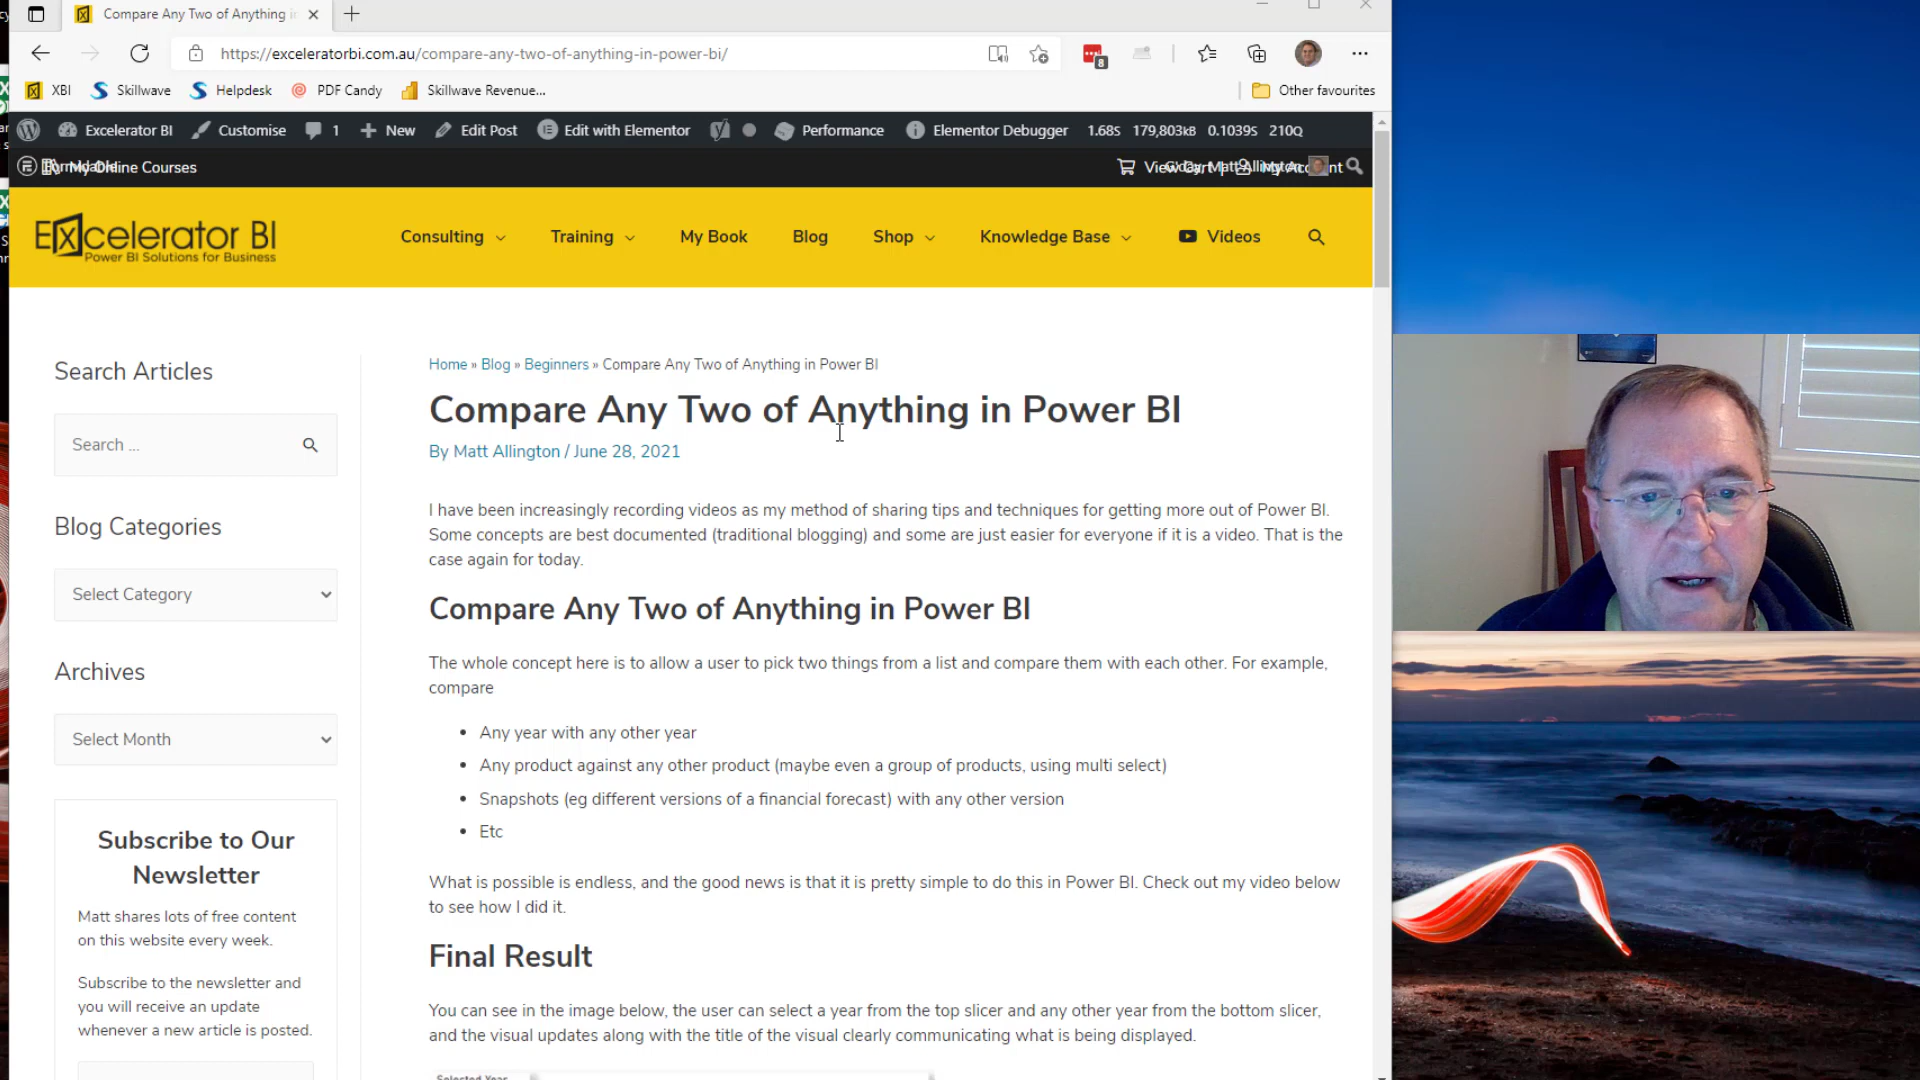 Compare Any Two of Anything in
https://exceleratorbi.com.au/compare-any-two-of-anything-in-power-bi/
8
XBI
Skillwave
Helpdesk
PDF Candy
Skillwave Revenue...
Other favourites
Excelerator BI
Customise
1
New
Edit Post
Edit with Elementor
Performance
Elementor Debugger
1.68S
179,803KB
0.1039S
210Q
My Online Courses
View Cart |
My Account
Excelerator BI
Power BI Solutions for Business
Consulting
Training
My Book
Blog
Shop
Knowledge Base
Videos
Search Articles
Search ...
Blog Categories
Select Category
Archives
Select Month
Subscribe to Our
Newsletter
Matt shares lots of free content
on this website every week.
Subscribe to the newsletter and
you will receive an update
whenever a new article is posted.
Home » Blog » Beginners » Compare Any Two of Anything in Power BI
Compare Any Two of Anything in Power BI
By Matt Allington / June 28, 2021
I have been increasingly recording videos as my method of sharing tips and techniques for getting more out of Power BI.
Some concepts are best documented (traditional blogging) and some are just easier for everyone if it is a video. That is the
case again for today.
Compare Any Two of Anything in Power BI
The whole concept here is to allow a user to pick two things from a list and compare them with each other. For example,
compare
• Any year with any other year
• Any product against any other product (maybe even a group of products, using multi select)
• Snapshots (eg different versions of a financial forecast) with any other version
• Etc
What is possible is endless, and the good news is that it is pretty simple to do this in Power BI. Check out my video below
to see how I did it.
Final Result
You can see in the image below, the user can select a year from the top slicer and any other year from the bottom slicer,
and the visual updates along with the title of the visual clearly communicating what is being displayed.
Selected Year